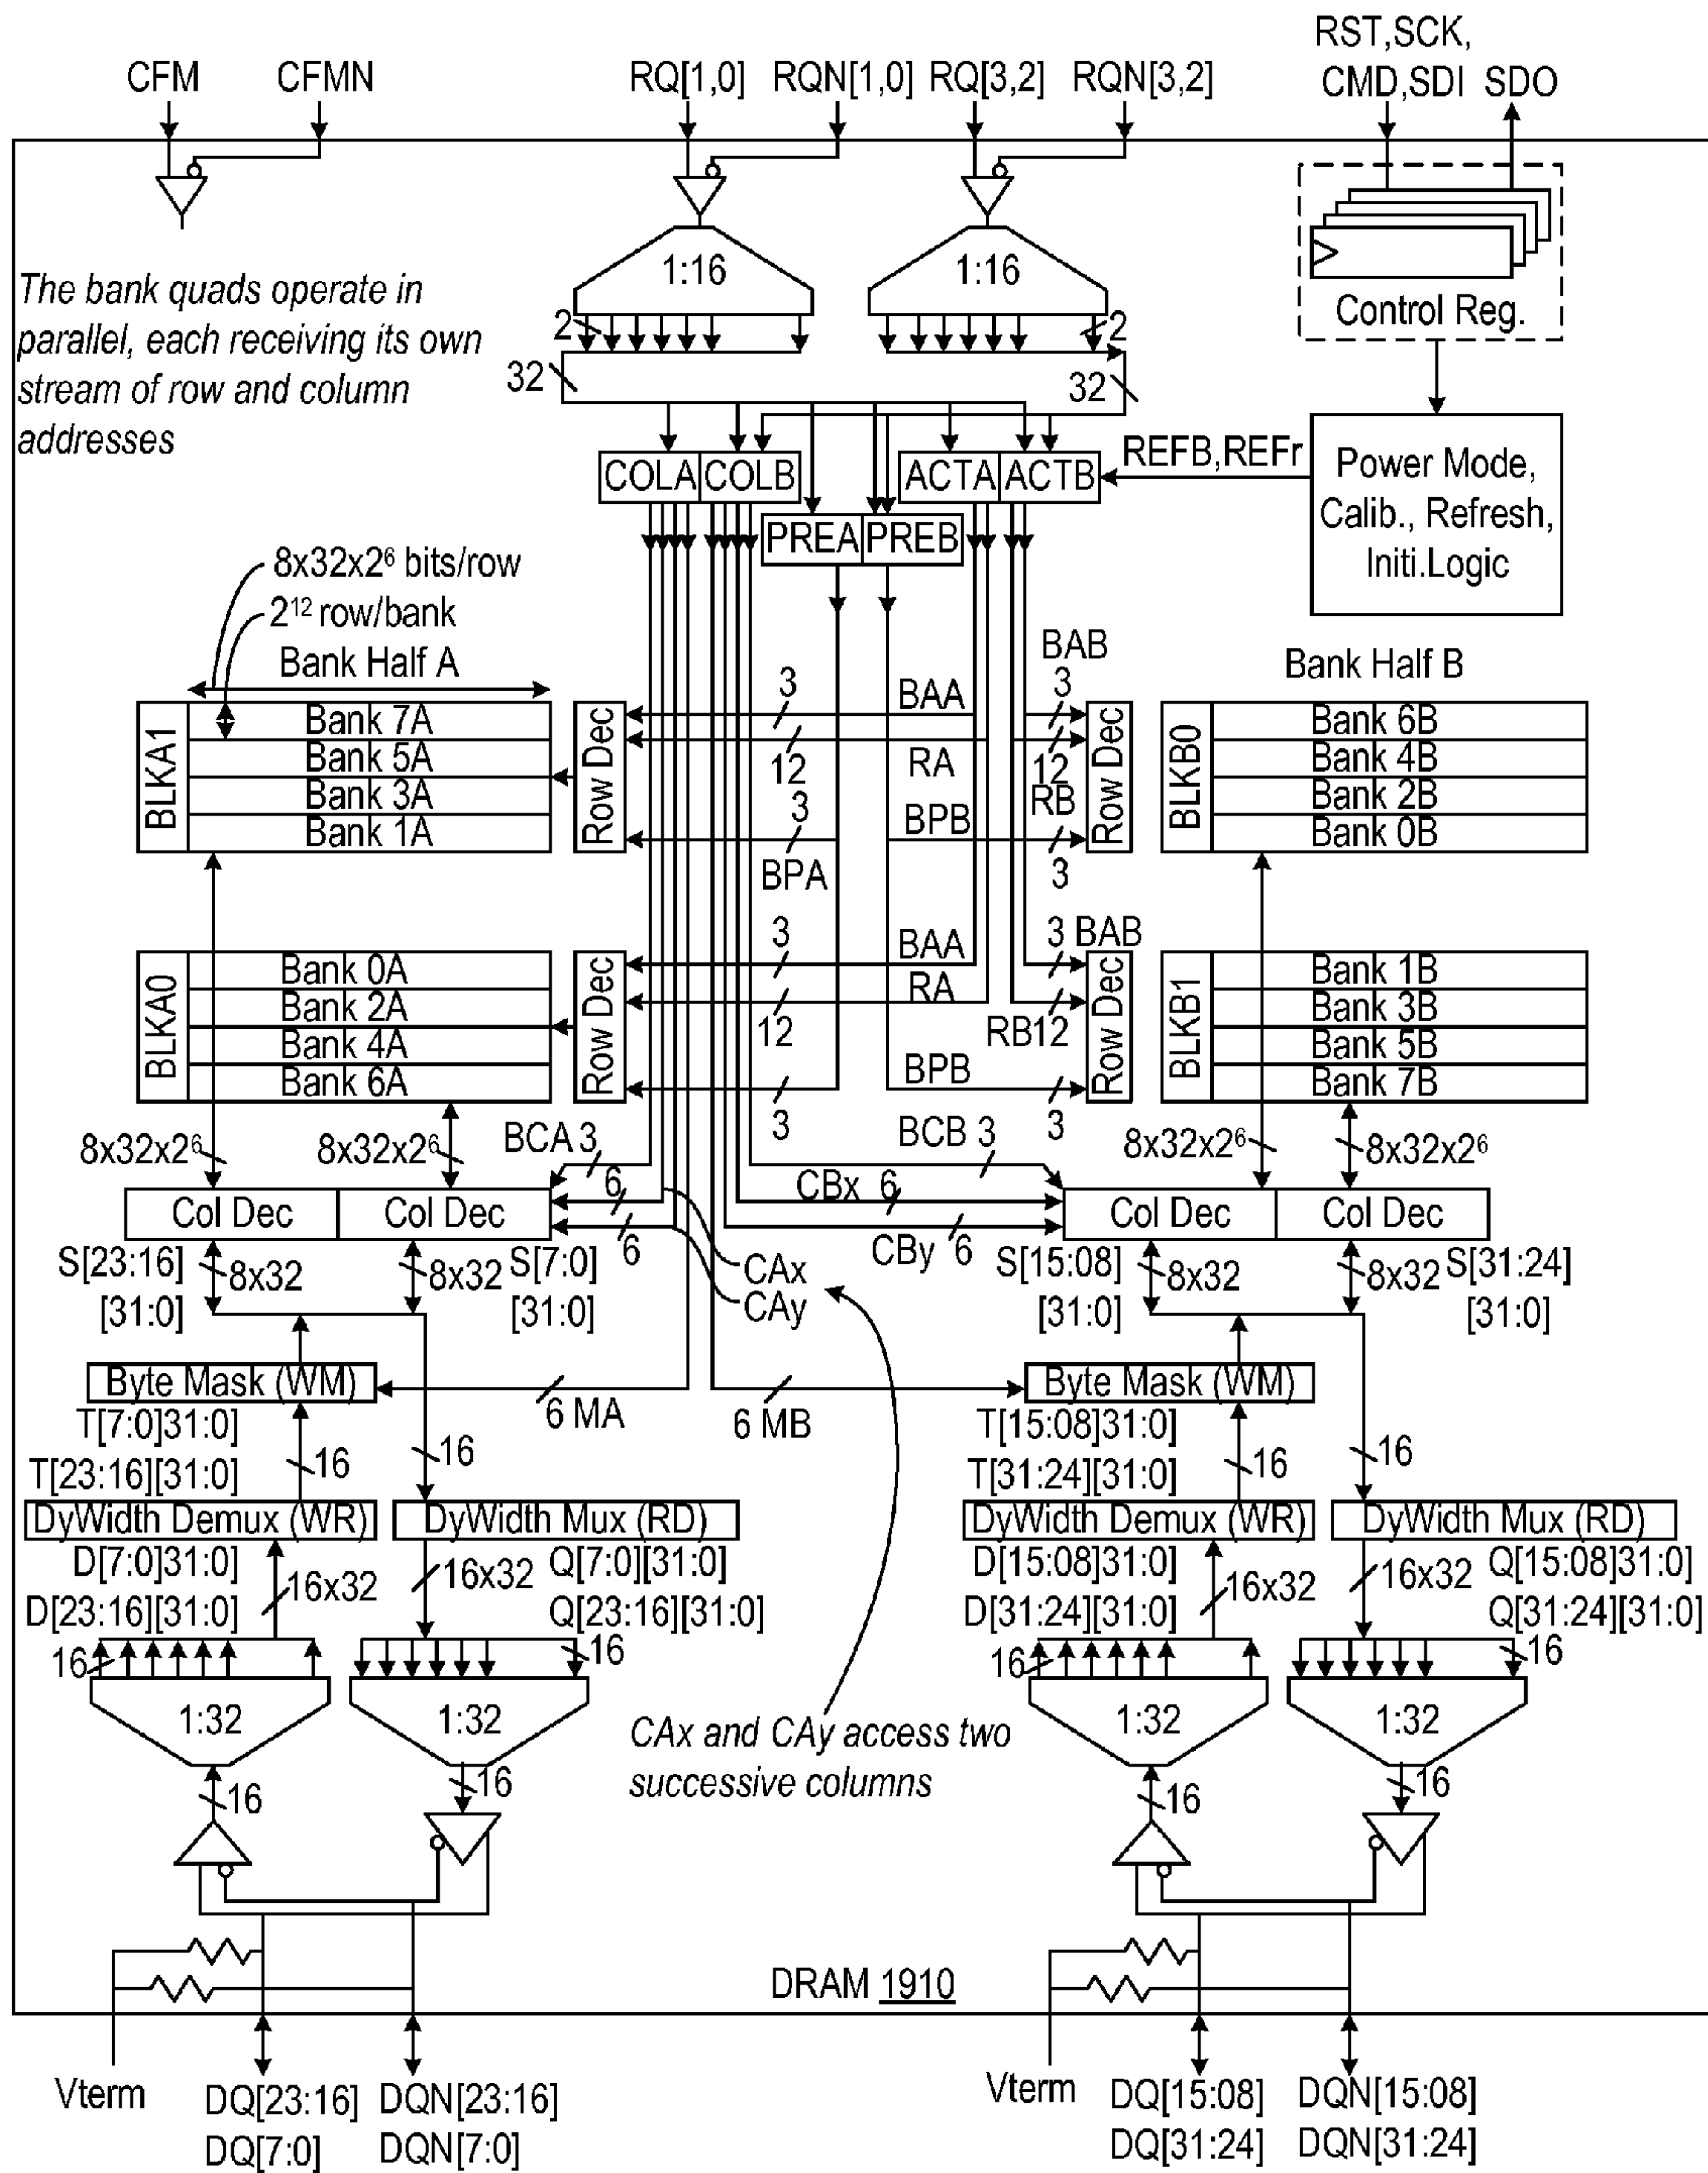 RST,SCK,
CFM CFMN RQ[1,0] RQN[1,0] RQ[3,2] RQN[3,2] CMD,SDI SDO
1:16 1:16
The bank quads operate in
parallel, each receiving its own
stream of row and column
addresses
Control Reg.
2 2
32 32
COLA COLB ACTA ACTB
REFB,REFr
PREA PREB
Power Mode,
Calib., Refresh,
Initi.Logic
8x32x2⁶ bits/row
2¹² row/bank
Bank Half A
Bank Half B
BLKA1
Bank 7A
Bank 5A
Bank 3A
Bank 1A
Row Dec
3 BAA
12 RA
3 BPB
BPA
BAB
3
12
RB
3
Row Dec
BLKB0
Bank 6B
Bank 4B
Bank 2B
Bank 0B
BLKA0
Bank 0A
Bank 2A
Bank 4A
Bank 6A
Row Dec
3 BAA
12 RA
3 BPB
3 BAB
RB12
3
Row Dec
BLKB1
Bank 1B
Bank 3B
Bank 5B
Bank 7B
8x32x2⁶ 8x32x2⁶ BCA 3 BCB 3 8x32x2⁶ 8x32x2⁶
6 CBx 6
Col Dec Col Dec Col Dec Col Dec
6 CBy 6
S[23:16] 8x32 8x32 S[7:0] S[15:08] 8x32 8x32 S[31:24]
[31:0] [31:0] [31:0] [31:0]
CAx
CAy
Byte Mask (WM) 6 MA 6 MB Byte Mask (WM)
T[7:0]31:0] T[15:08]31:0]
T[23:16][31:0] 16 16 T[31:24][31:0] 16 16
DyWidth Demux (WR) DyWidth Mux (RD) DyWidth Demux (WR) DyWidth Mux (RD)
D[7:0]31:0] 16x32 16x32 Q[7:0][31:0] D[15:08]31:0] 16x32 16x32 Q[15:08]31:0]
D[23:16][31:0] Q[23:16][31:0] D[31:24][31:0] Q[31:24][31:0]
16 16 16 16
1:32 1:32 1:32 1:32
CAx and CAy access two
successive columns
16 16 16 16
DRAM 1910
Vterm Vterm
DQ[23:16] DQN[23:16] DQ[15:08] DQN[15:08]
DQ[7:0] DQN[7:0] DQ[31:24] DQN[31:24]